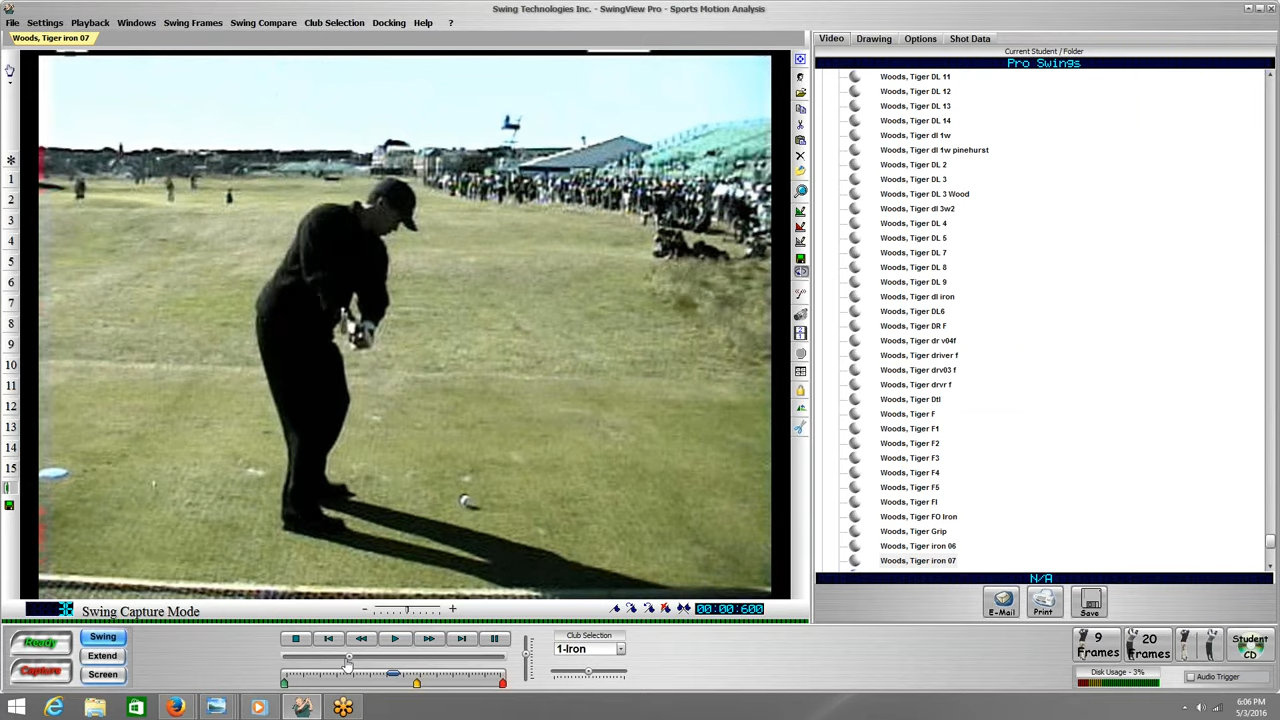 Swing Technologies Inc. - SwingView Pro - Sports Motion Analysis
File Settings Playback Windows Swing Frames Swing Compare Club Selection Docking Help ?
Woods, Tiger iron 07
Video Drawing Options Shot Data
Current Student / Folder
Pro Swings
Woods, Tiger DL 11
Woods, Tiger DL 12
Woods, Tiger DL 13
Woods, Tiger DL 14
Woods, Tiger dl 1w
Woods, Tiger dl 1w pinehurst
Woods, Tiger DL 2
Woods, Tiger DL 3
Woods, Tiger DL 3 Wood
Woods, Tiger dl 3w2
Woods, Tiger DL 4
Woods, Tiger DL 5
Woods, Tiger DL 7
Woods, Tiger DL 8
Woods, Tiger DL 9
Woods, Tiger dl iron
Woods, Tiger DL6
Woods, Tiger DR F
Woods, Tiger dr v04f
Woods, Tiger driver f
Woods, Tiger drv03 f
Woods, Tiger drvr f
Woods, Tiger Dtl
Woods, Tiger F
Woods, Tiger F1
Woods, Tiger F2
Woods, Tiger F3
Woods, Tiger F4
Woods, Tiger F5
Woods, Tiger FI
Woods, Tiger FO Iron
Woods, Tiger Grip
Woods, Tiger iron 06
Woods, Tiger iron 07
N/A
1
2
3
4
5
6
7
8
9
10
11
12
13
14
15
Swing Capture Mode
- +
00:00:600
E-Mail Print Save
Ready Swing
Extend
Capture Screen
Club Selection
1-Iron
9 Frames
20 Frames
Student CD
Disk Usage - 3%
Audio Trigger
6:06 PM
5/3/2016